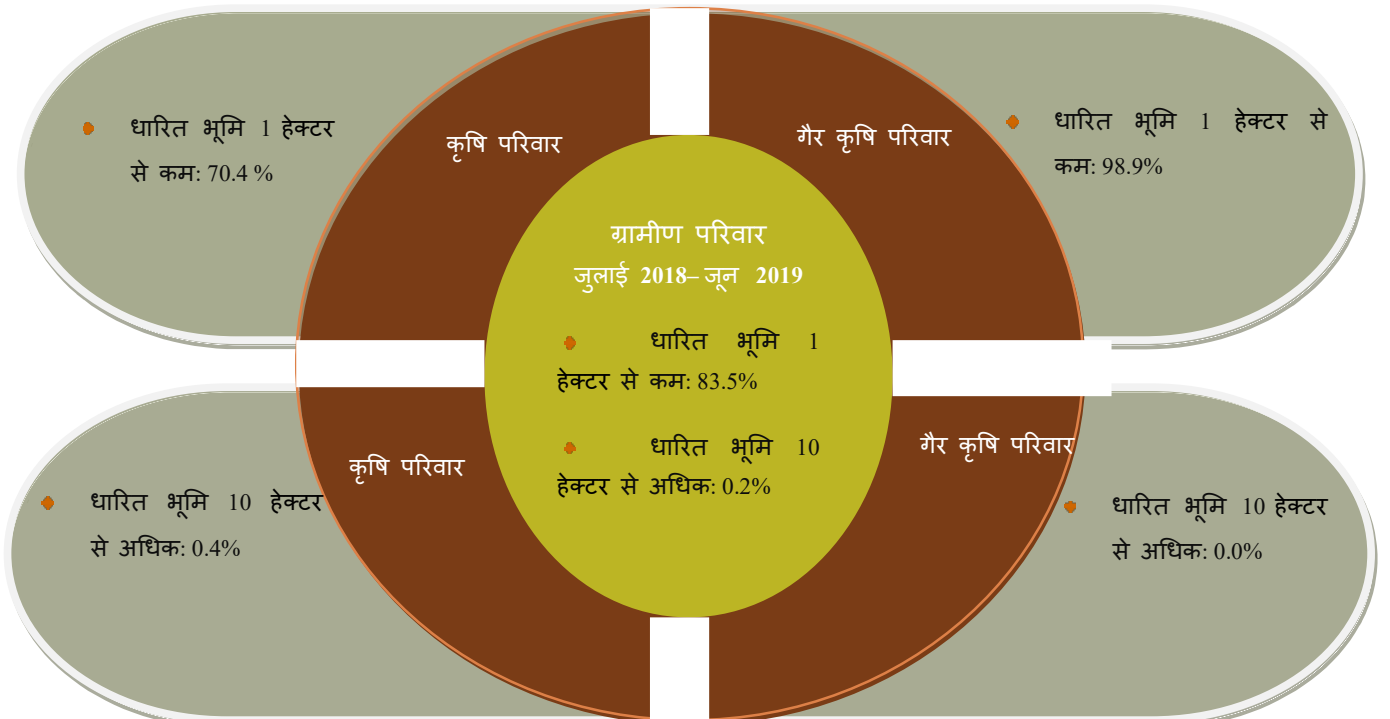 धारित भूमि 1 हेक्टर
से कम: 70.4 %
कृषि परिवार
गैर कृषि परिवार
धारित भूमि 1 हेक्टर से
कम: 98.9%
ग्रामीण परिवार
जुलाई 2018– जून 2019
धारित भूमि 1
हेक्टर से कम: 83.5%
धारित भूमि 10
हेक्टर से अधिक: 0.2%
कृषि परिवार
धारित भूमि 10 हेक्टर
से अधिक: 0.4%
गैर कृषि परिवार
धारित भूमि 10 हेक्टर
से अधिक: 0.0%